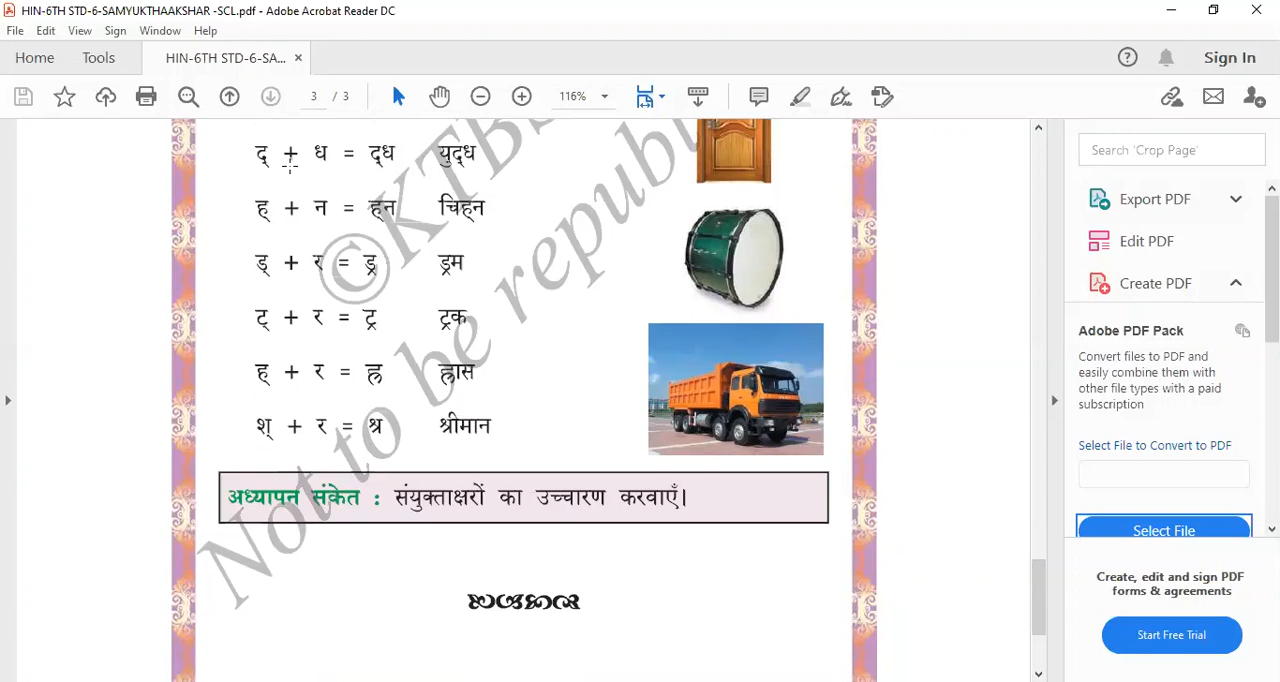 HIN-6TH STD-6-SAMYUKTHAAKSHAR -SCL.pdf - Adobe Acrobat Reader DC
File Edit View Sign Window Help
Home Tools HIN-6TH STD-6-SA... × Sign In
3 / 3 116%
द् + ध = द्ध युद्ध
ह् + न = ह्न चिह्न
ड् + र = ड्र ड्रम
ट् + र = ट्र ट्रक
ह् + र = ह्र ह्रास
श् + र = श्र श्रीमान
अध्यापन संकेत : संयुक्ताक्षरों का उच्चारण करवाएँ।
©KTBS
Not to be republi
Search 'Crop Page'
Export PDF
Edit PDF
Create PDF
Adobe PDF Pack
Convert files to PDF and
easily combine them with
other file types with a paid
subscription
Select File to Convert to PDF
Select File
Create, edit and sign PDF
forms & agreements
Start Free Trial